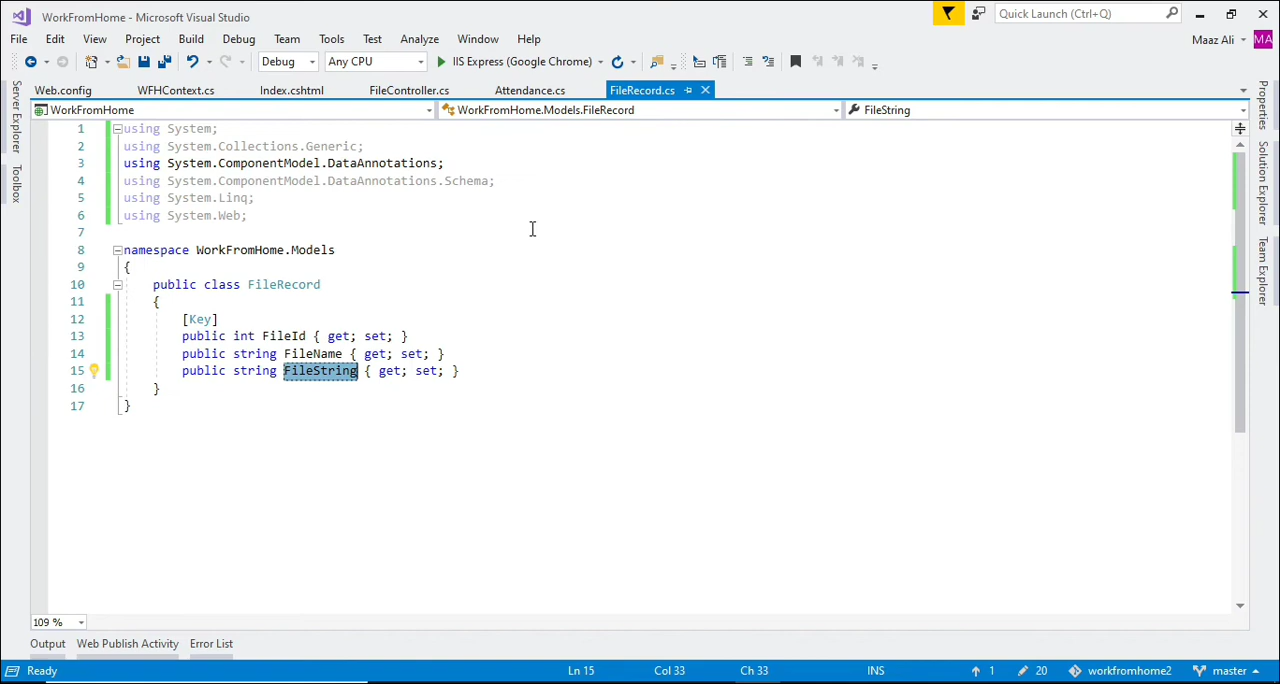 WorkFromHome - Microsoft Visual Studio
Quick Launch (Ctrl+Q)
File Edit View Project Build Debug Team Tools Test Analyze Window Help
Maaz Ali
MA
Debug
Any CPU
IIS Express (Google Chrome)
Web.config WFHContext.cs Index.cshtml FileController.cs Attendance.cs FileRecord.cs
WorkFromHome
WorkFromHome.Models.FileRecord
FileString
Server Explorer
Toolbox
Properties
Solution Explorer
Team Explorer
1 using System;
2 using System.Collections.Generic;
3 using System.ComponentModel.DataAnnotations;
4 using System.ComponentModel.DataAnnotations.Schema;
5 using System.Linq;
6 using System.Web;
7
8 namespace WorkFromHome.Models
9 {
10 public class FileRecord
11 {
12 [Key]
13 public int FileId { get; set; }
14 public string FileName { get; set; }
15 public string FileString { get; set; }
16 }
17 }
109 %
Output Web Publish Activity Error List
Ready Ln 15 Col 33 Ch 33 INS 1 20 workfromhome2 master